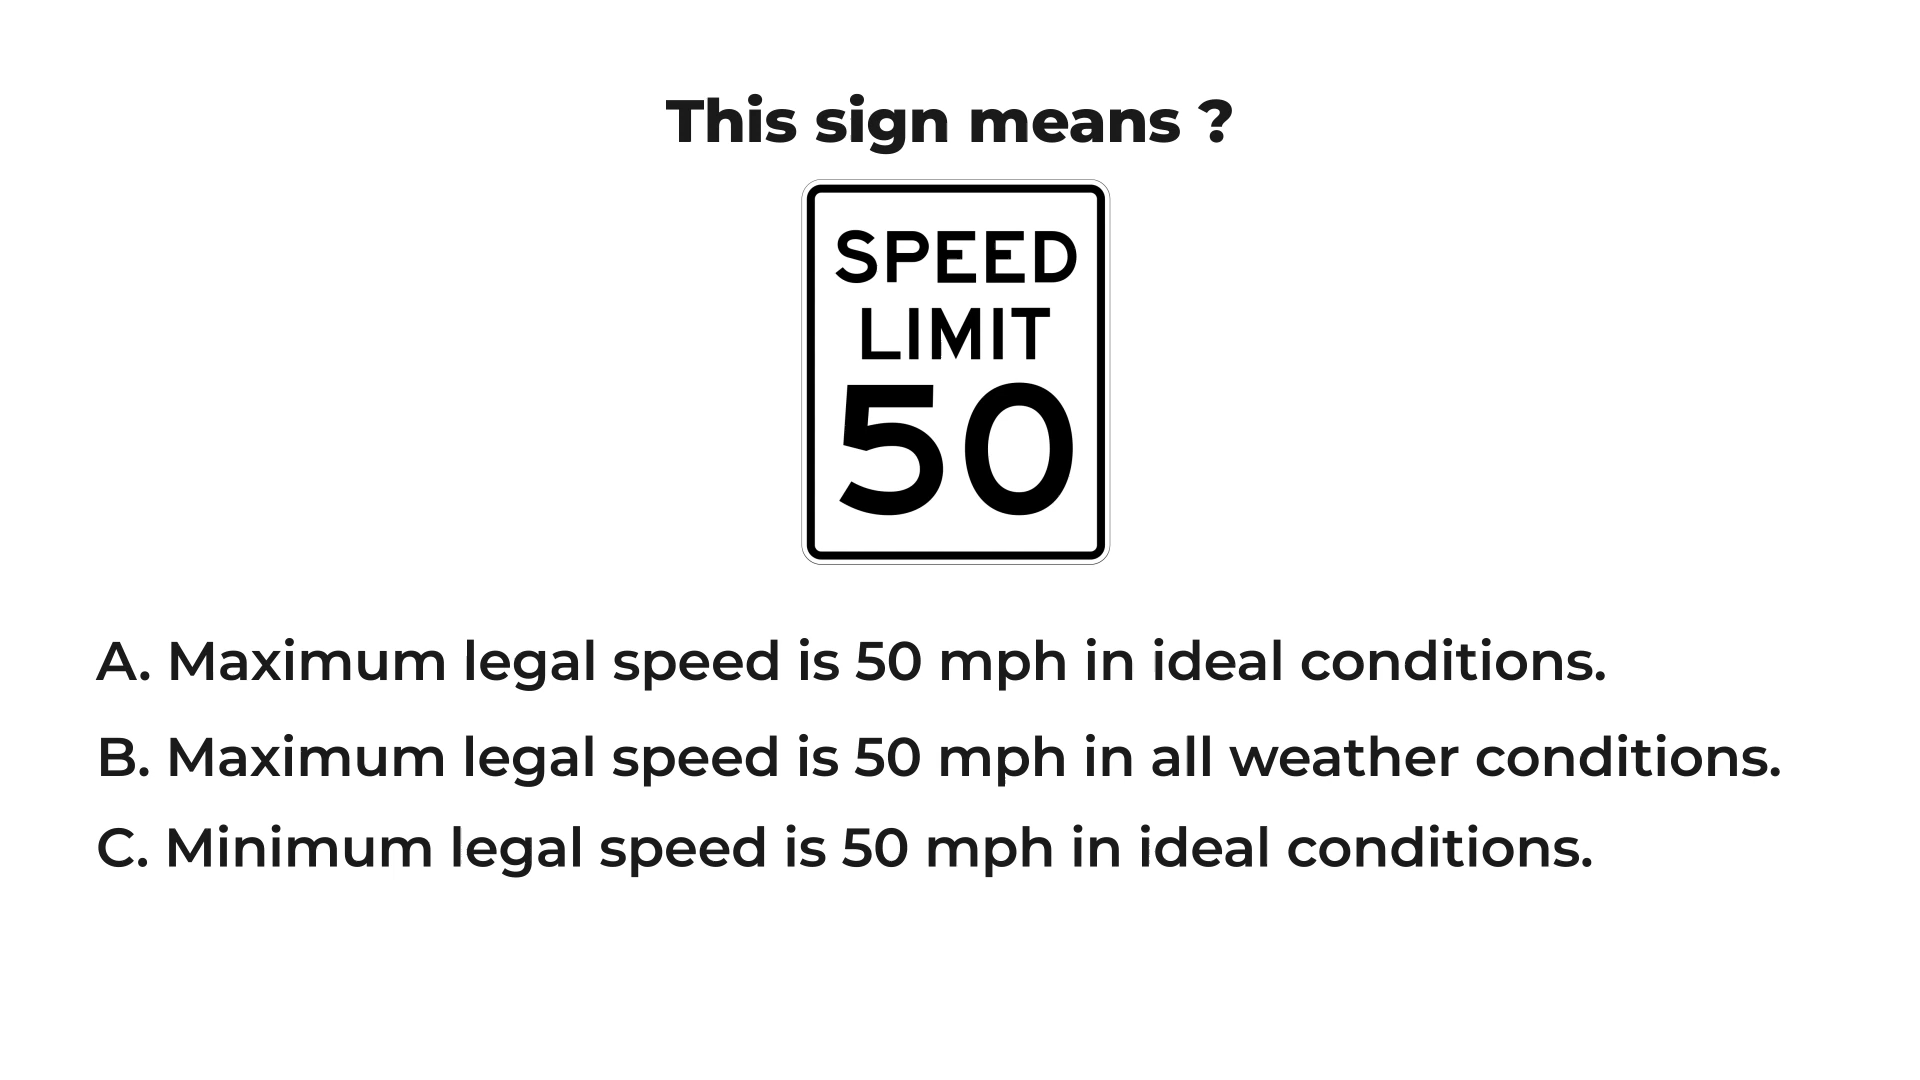 This sign means ?
SPEED
LIMIT
50
A. Maximum legal speed is 50 mph in ideal conditions.
B. Maximum legal speed is 50 mph in all weather conditions.
C. Minimum legal speed is 50 mph in ideal conditions.